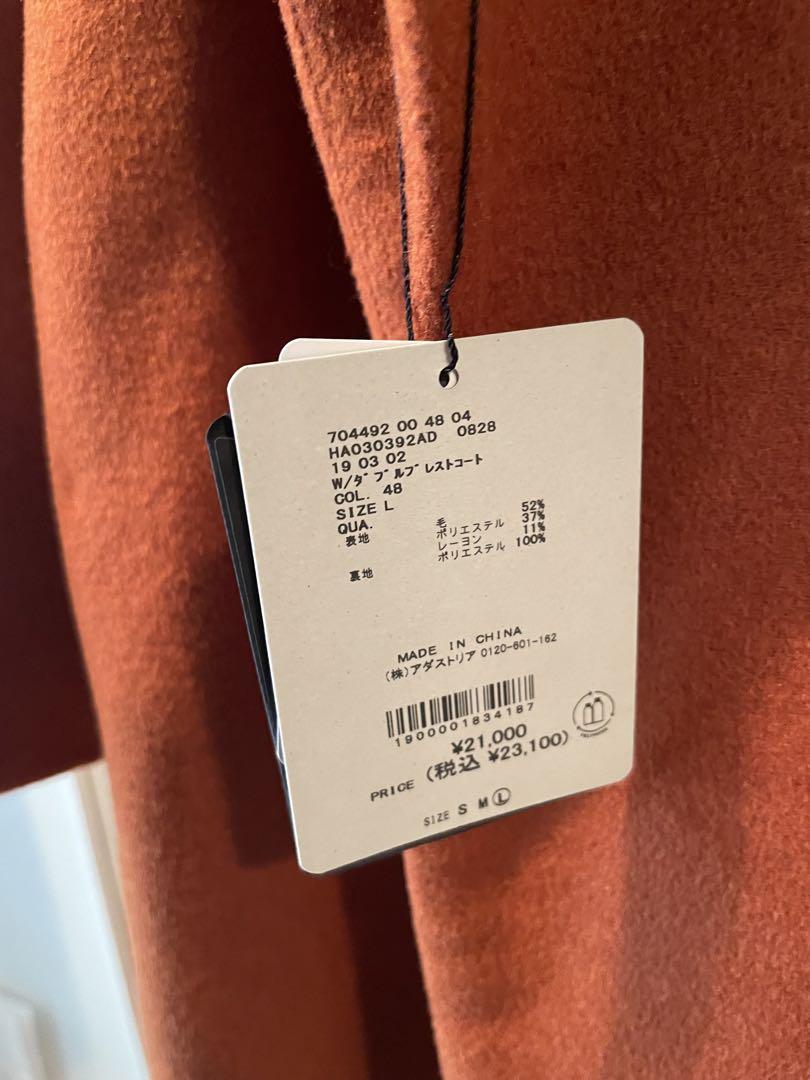 704492 00 48 04
HA030392AD 0828
19 03 02
W/ダブルブレストコート
COL. 48
SIZE L
QUA.
表地 毛 52%
ポリエステル 37%
レーヨン 11%
裏地 ポリエステル 100%
MADE IN CHINA
(株)アダストリア 0120-601-162
1900001834187
¥21,000
PRICE (税込 ¥23,100)
SIZE S M L